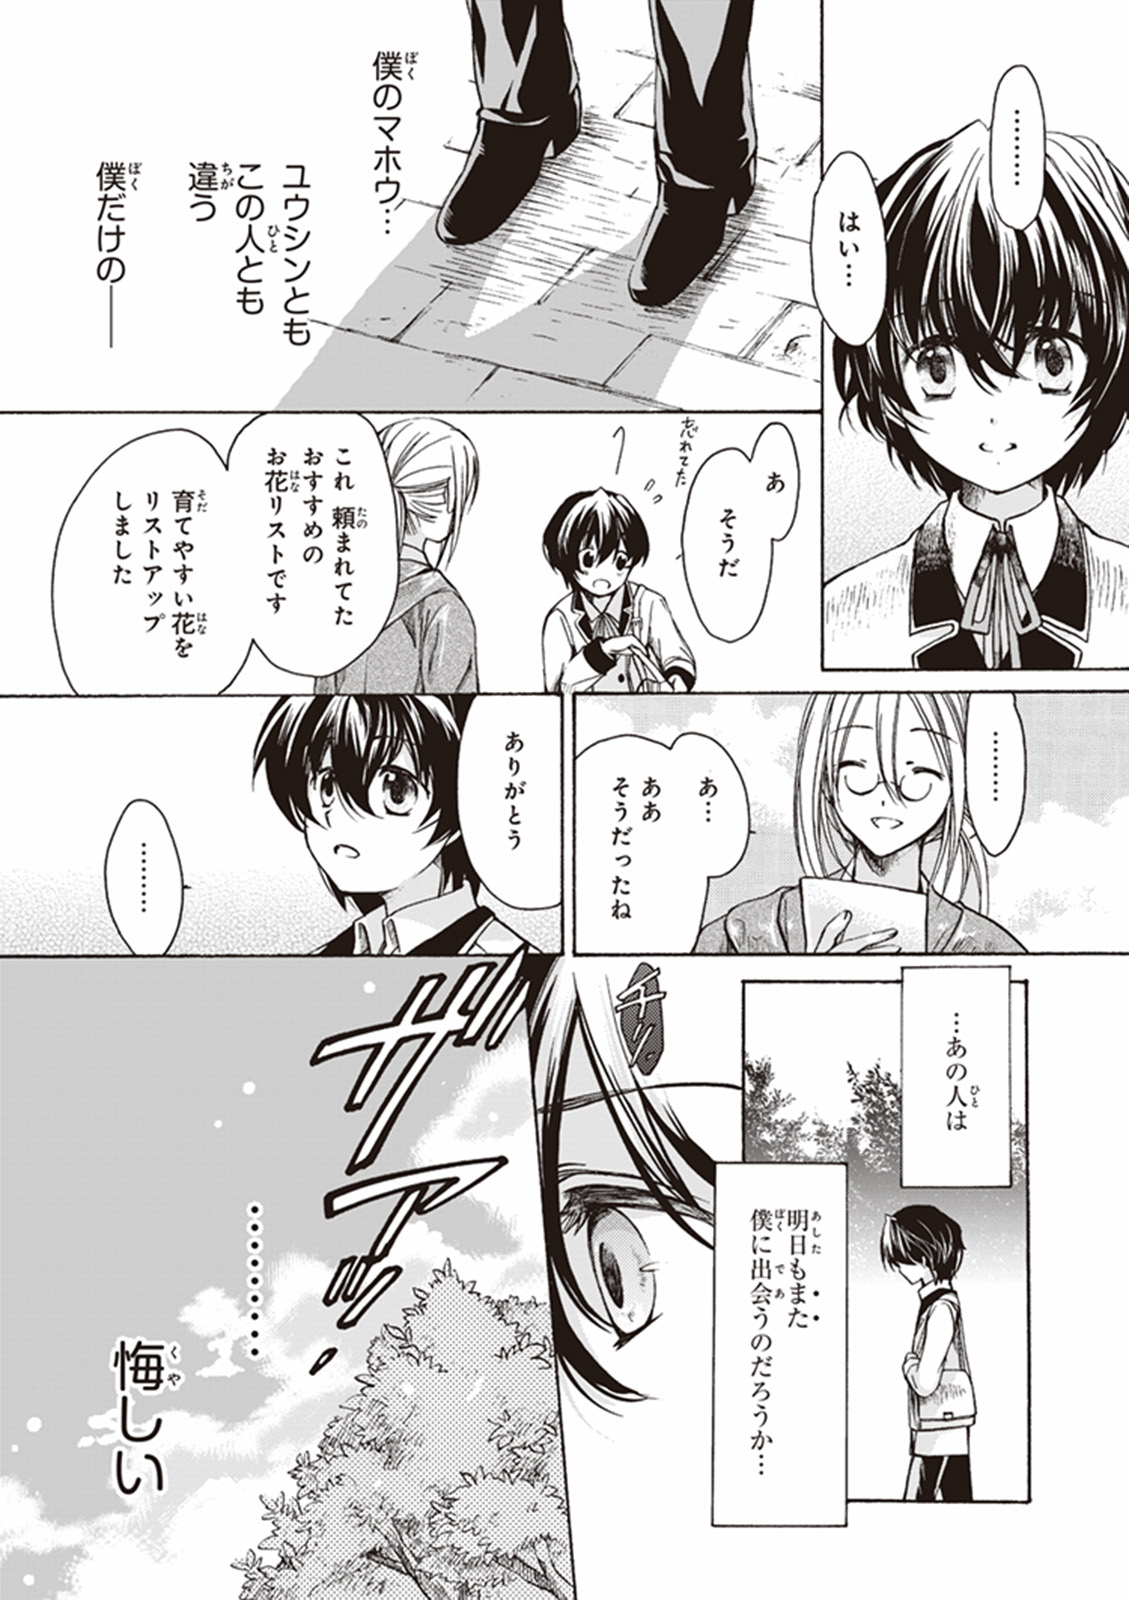 ………
はい…
僕のマホウ…
ユウシンとも
この人とも
違う
僕だけの――
あ
そうだ
忘れてた
これ 頼まれてた
おすすめの
お花リストです
育てやすい花を
リストアップ
しました
………
あ…
ああ
そうだったね
ありがとう
………
…あの人は
明日もまた
僕に出会うのだろうか…
チリ。
ザァァ…
………
悔しい